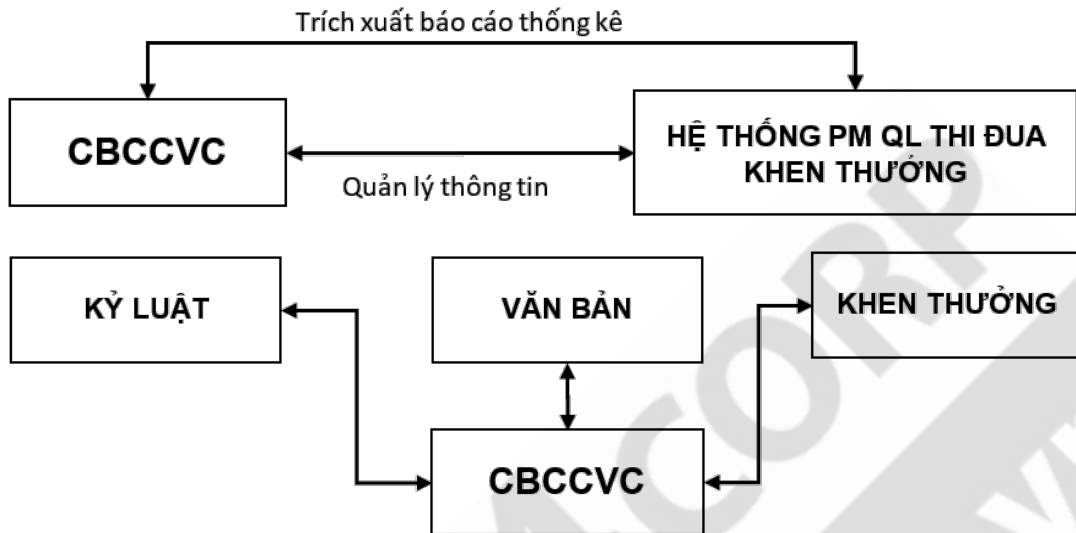 Trích xuất báo cáo thống kê
CBCCVC
HỆ THỐNG PM QL THI ĐUA
KHEN THƯỞNG
Quản lý thông tin
KỶ LUẬT
VĂN BẢN
KHEN THƯỞNG
CBCCVC
CORP